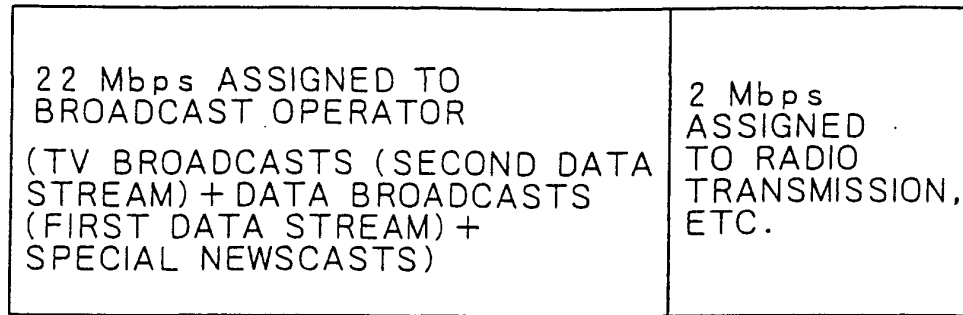 22 Mbps ASSIGNED TO
BROADCAST OPERATOR
(TV BROADCASTS (SECOND DATA
STREAM)+DATA BROADCASTS
(FIRST DATA STREAM)+
SPECIAL NEWSCASTS)
2 Mbps
ASSIGNED
TO RADIO
TRANSMISSION,
ETC.